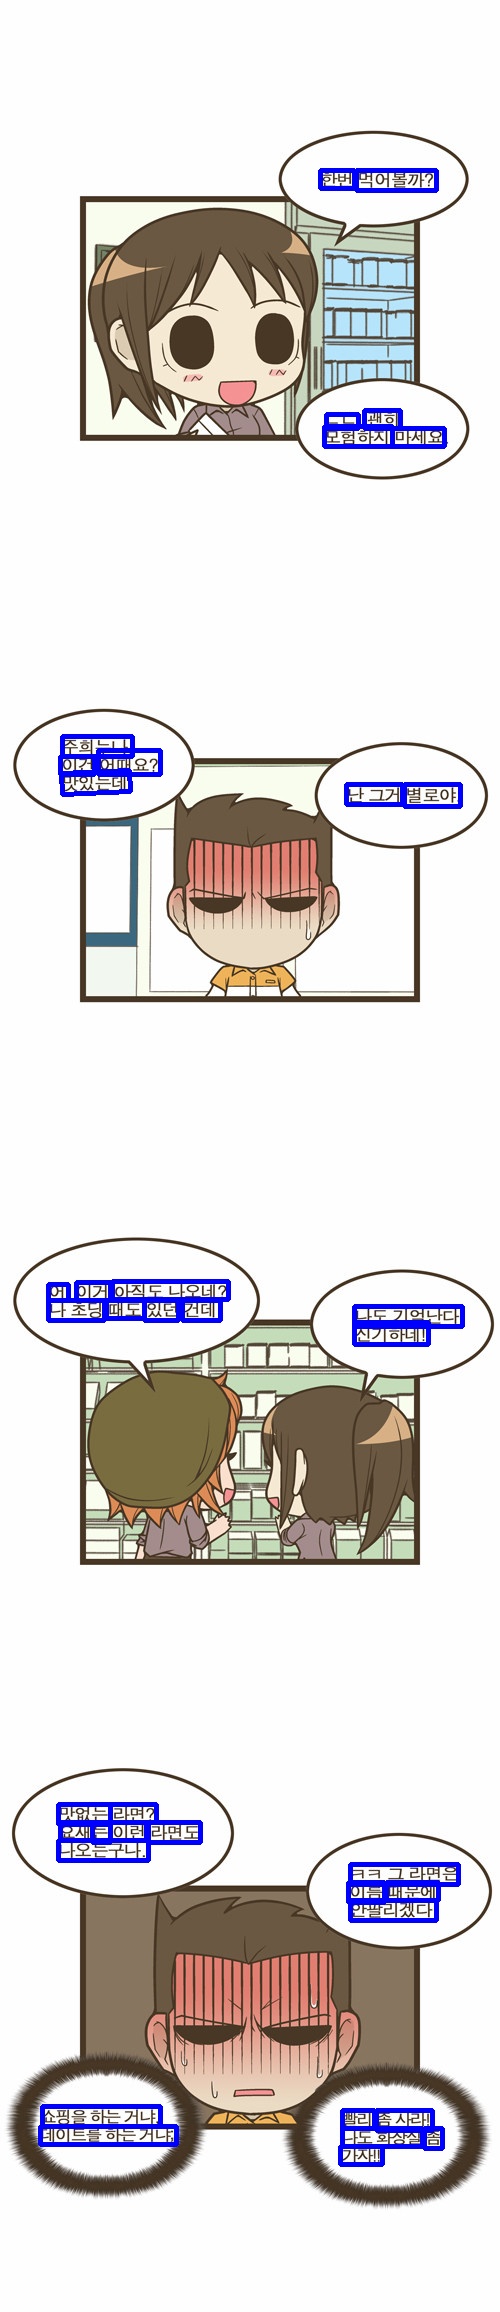 한번 먹어볼까?
ㄴㄴ 괜히
모험하지 마세요
주희누나
이건 어때요?
맛있는데
난 그거 별로야
어, 이거 아직도 나오네?
나 초딩 때도 있던 건데
나도 기억난다
신기하네!
맛없는 라면?
요새는 이런 라면도
나오는구나.
ㅋㅋ 그 라면은
이름 때문에
안팔리겠다
쇼핑을 하는 거냐,
데이트를 하는 거냐;
빨리 좀 사라!
나도 화장실 좀
가자!!